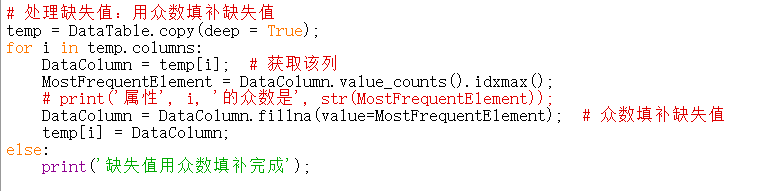 # 处理缺失值：用众数填补缺失值
temp = DataTable.copy(deep = True);
for i in temp.columns:
    DataColumn = temp[i];  # 获取该列
    MostFrequentElement = DataColumn.value_counts().idxmax();
    # print('属性', i, '的众数是', str(MostFrequentElement));
    DataColumn = DataColumn.fillna(value=MostFrequentElement);  # 众数填补缺失值
    temp[i] = DataColumn;
else:
    print('缺失值用众数填补完成');